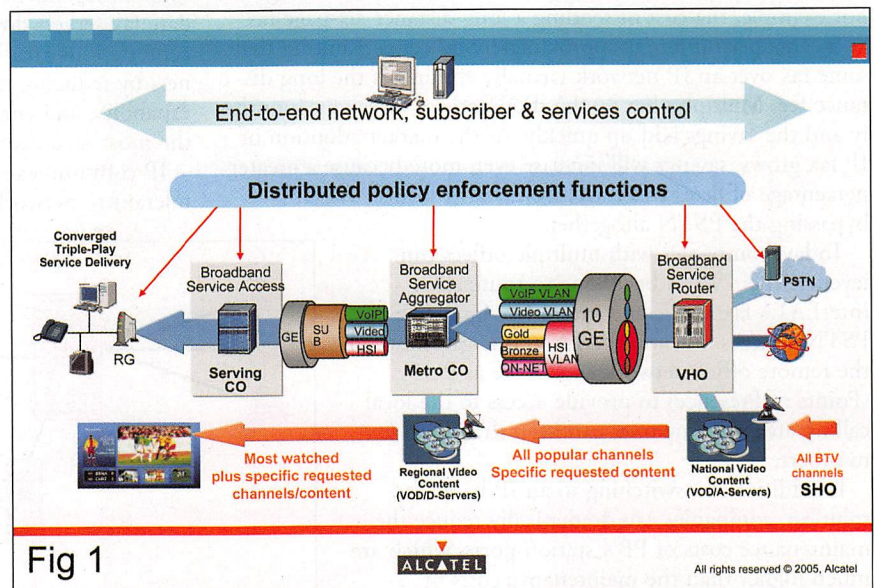 End-to-end network, subscriber & services control
Distributed policy enforcement functions
Converged
Triple-Play
Service Delivery
RG
Broadband
Service Access
Serving
CO
GE
SU
B
VoIP
Video
HSI
Broadband
Service
Aggregator
Metro CO
VoIP VLAN
Video VLAN
Gold
Bronze
ON-NET
HSI
VLAN
10
GE
Broadband
Service
Router
VHO
PSTN
Most watched
plus specific requested
channels/content
Regional Video
Content
(VOD/D-Servers)
All popular channels
Specific requested content
National Video
Content
(VOD/A-Servers)
All BTV
channels
SHO
Fig 1
ALCATEL
All rights reserved © 2005, Alcatel